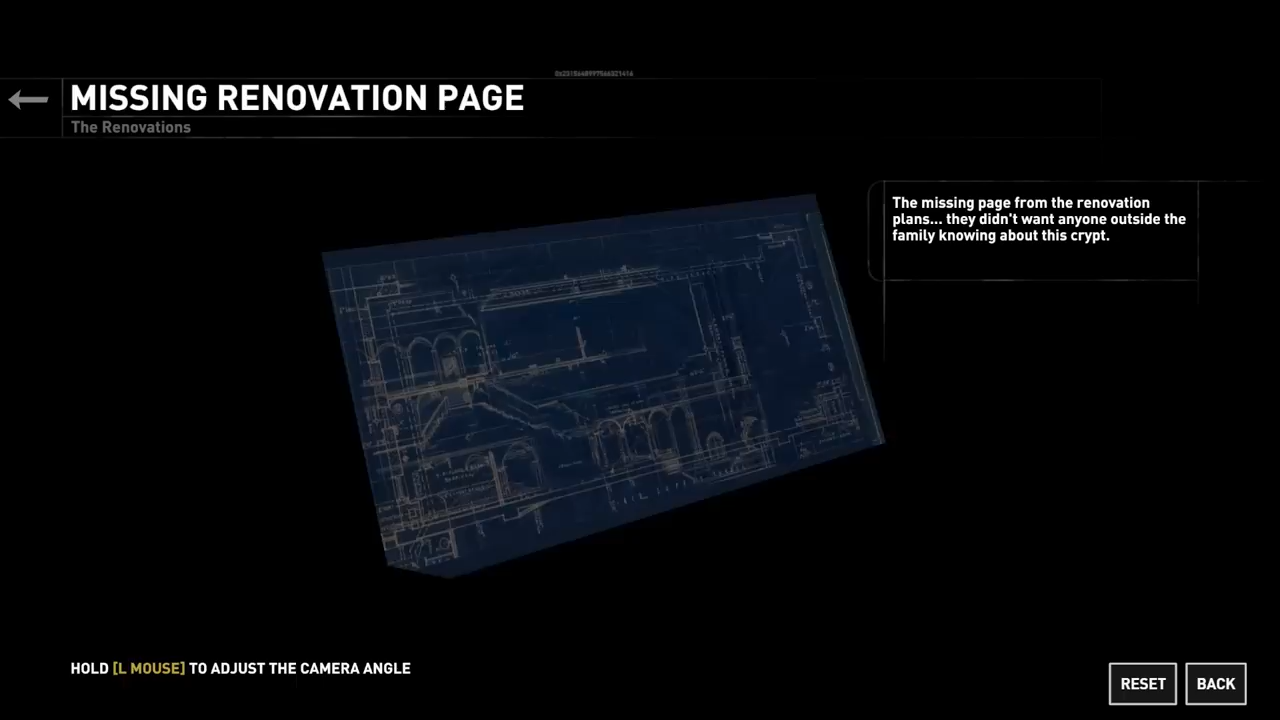 MISSING RENOVATION PAGE
The Renovations
The missing page from the renovation
plans... they didn't want anyone outside the
family knowing about this crypt.
HOLD [L MOUSE] TO ADJUST THE CAMERA ANGLE
RESET
BACK